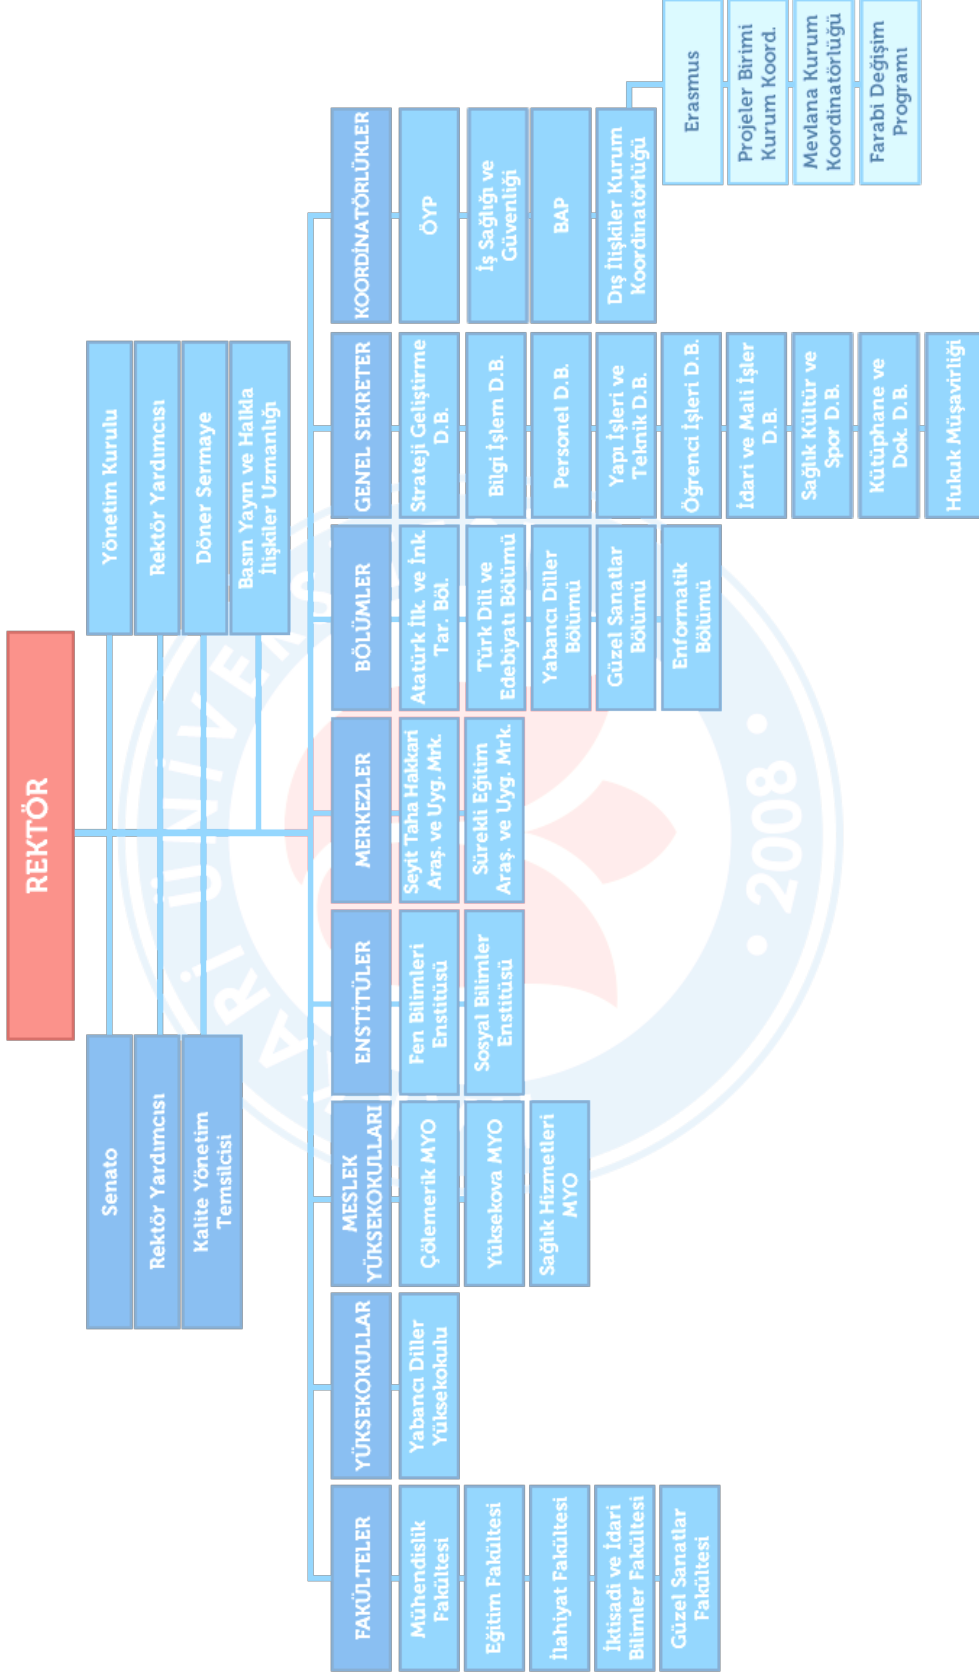 REKTÖR
Senato
Rektör Yardımcısı
Kalite Yönetim
Temsilcisi
Yönetim Kurulu
Rektör Yardımcısı
Döner Sermaye
Basın Yayın ve Halkla
İlişkiler Uzmanlığı
FAKÜLTELER
Mühendislik
Fakültesi
Eğitim Fakültesi
İlahiyat Fakültesi
İktisadi ve İdari
Bilimler Fakültesi
Güzel Sanatlar
Fakültesi
YÜKSEKOKULLAR
Yabancı Diller
Yüksekokulu
MESLEK
YÜKSEKOKULLARI
Çölemerik MYO
Yüksekova MYO
Sağlık Hizmetleri
MYO
ENSTİTÜLER
Fen Bilimleri
Enstitüsü
Sosyal Bilimler
Enstitüsü
MERKEZLER
Seyit Taha Hakkari
Araş. ve Uyg. Mrk.
Sürekli Eğitim
Araş. ve Uyg. Mrk.
BÖLÜMLER
Atatürk İlk. ve İnk.
Tar. Böl.
Türk Dili ve
Edebiyatı Bölümü
Yabancı Diller
Bölümü
Güzel Sanatlar
Bölümü
Enformatik
Bölümü
GENEL SEKRETER
Strateji Geliştirme
D.B.
Bilgi İşlem D.B.
Personel D.B.
Yapı İşleri ve
Teknik D.B.
Öğrenci İşleri D.B.
İdari ve Mali İşler
D.B.
Sağlık Kültür ve
Spor D.B.
Kütüphane ve
Dok. D.B.
Hukuk Müşavirliği
KOORDİNATÖRLÜKLER
ÖYP
İş Sağlığı ve
Güvenliği
BAP
Dış İlişkiler Kurum
Koordinatörlüğü
Erasmus
Projeler Birimi
Kurum Koord.
Mevlana Kurum
Koordinatörlüğü
Farabi Değişim
Programı
2008